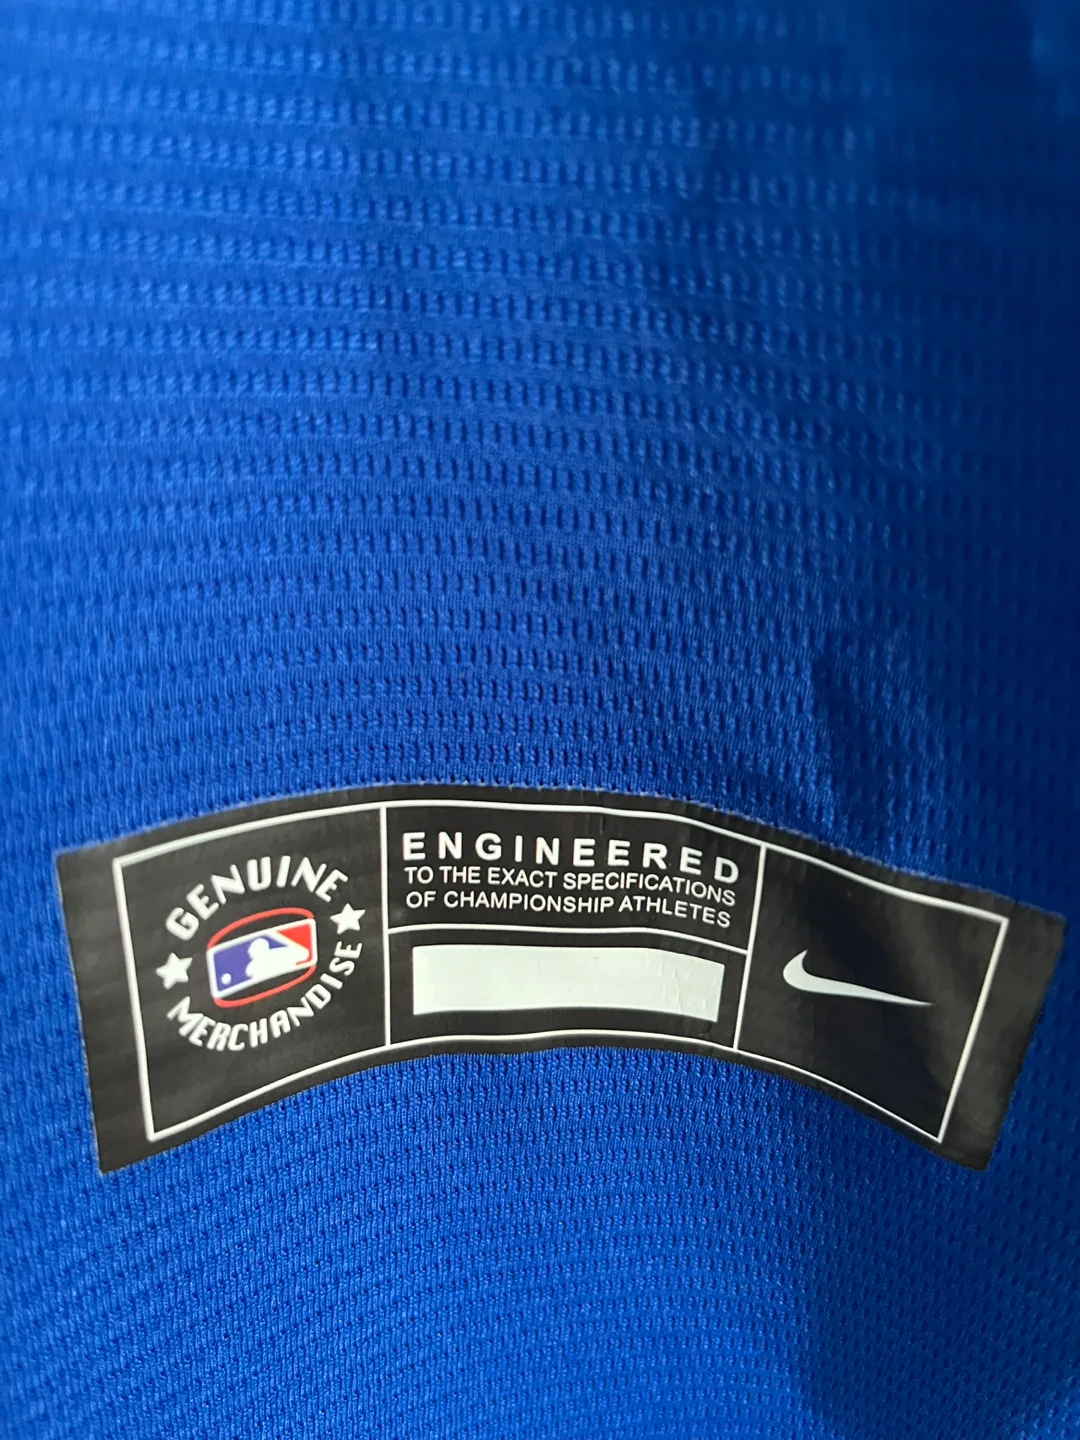 GENUINE
MERCHANDISE
ENGINEERED
TO THE EXACT SPECIFICATIONS
OF CHAMPIONSHIP ATHLETES